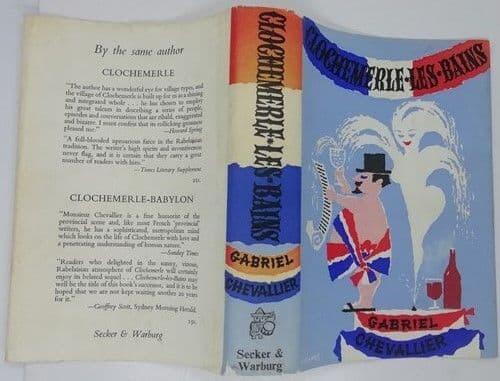 By the same author
CLOCHEMERLE
"The author has a wonderful eye for village types, and
the village of Clochemerle is built up for us as a shining
and integrated whole . . . he has chosen to employ
his great talents in describing a series of people,
episodes and conversations that are ribald, exaggerated
and bizarre. I must confess that its rollicking grossness
pleased me."—Howard Spring
"A full-blooded uproarious farce in the Rabelaisian
tradition. The writer's high spirits and inventiveness
never flag, and it is certain that they carry a great
number of readers with him."
—Times Literary Supplement
CLOCHEMERLE-BABYLON
"Monsieur Chevallier is a fine humorist of the
provincial scene and, like most French 'provincial'
writers, he has a sophisticated, metropolitan mind
which looks on the life of Clochemerle with love and
a penetrating understanding of human nature."
—Sunday Times
"Readers who delighted in the saucy, vinous,
Rabelaisian atmosphere of Clochemerle will certainly
enjoy its belated sequel . . . Clochemerle-les-Bains may
well be the title of this book's successor, and it is to be
hoped that we are not kept waiting another 20 years
for it."
—Geoffrey Scott, Sydney Morning Herald.
Secker & Warburg
CLOCHEMERLE·LES·BAINS
GABRIEL
CHEVALLIER
Secker &
Warburg
CLOCHEMERLE·LES·BAINS
GABRIEL
CHEVALLIER